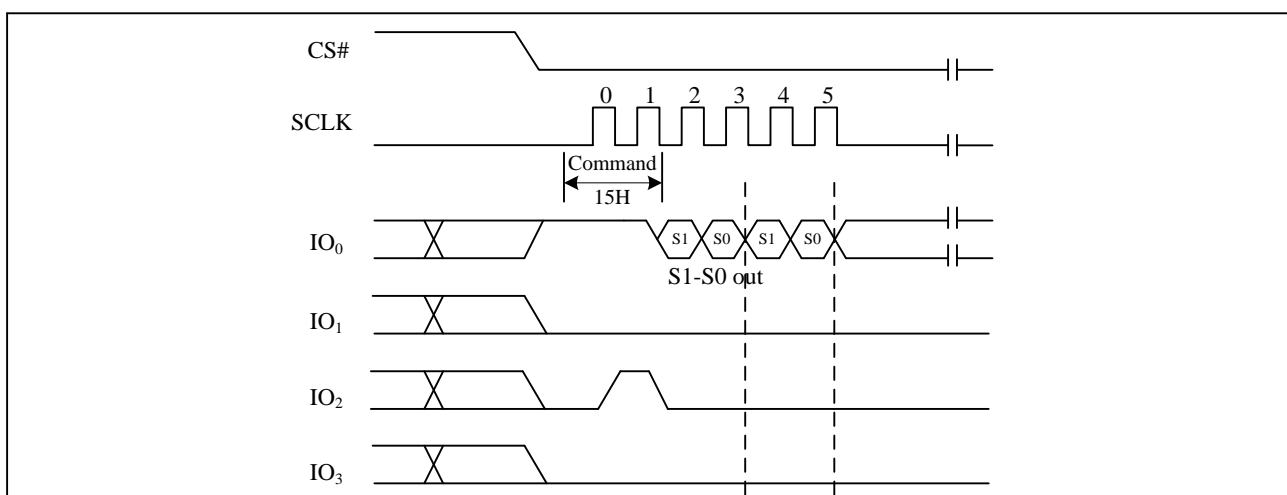 CS#
0 1 2 3 4 5
SCLK
Command
15H
IO₀
S1 S0 S1 S0
S1-S0 out
IO₁
IO₂
IO₃